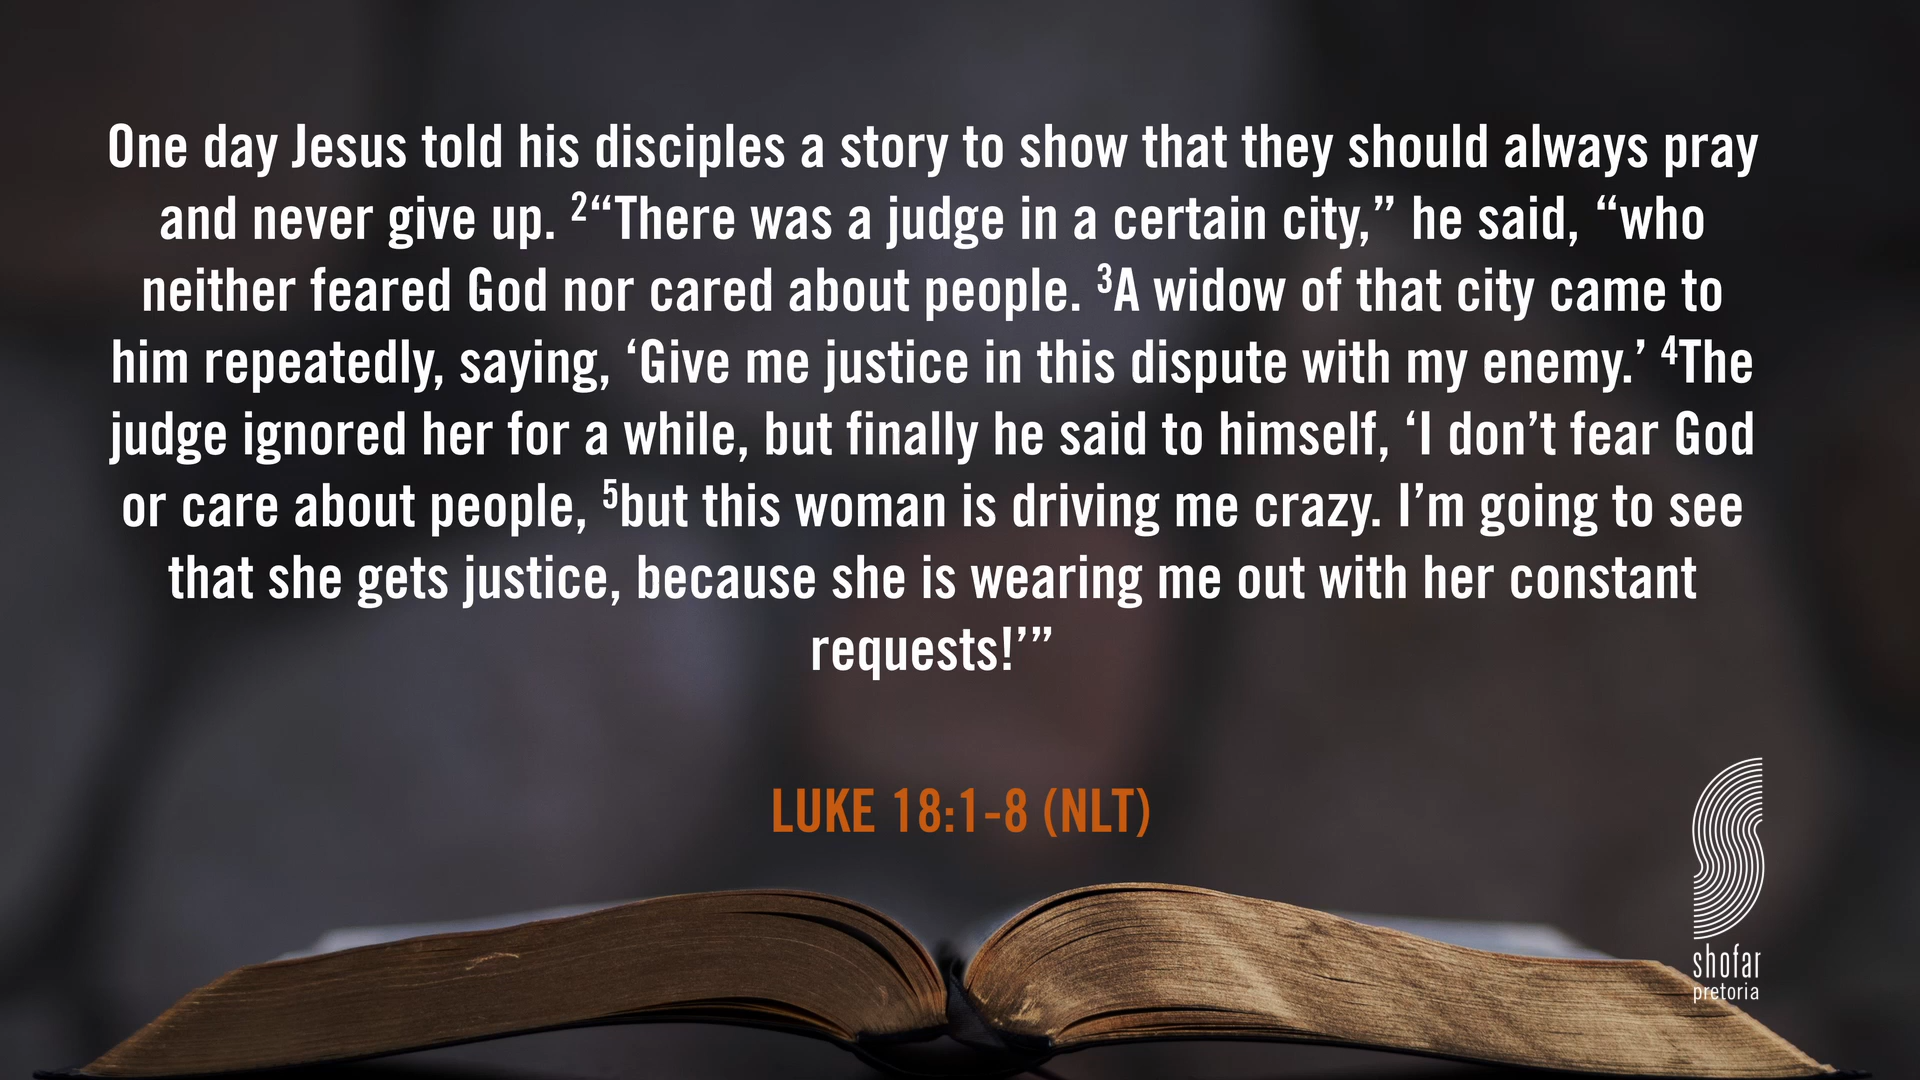 One day Jesus told his disciples a story to show that they should always pray
and never give up. ²“There was a judge in a certain city,” he said, “who
neither feared God nor cared about people. ³A widow of that city came to
him repeatedly, saying, ‘Give me justice in this dispute with my enemy.’ ⁴The
judge ignored her for a while, but finally he said to himself, ‘I don’t fear God
or care about people, ⁵but this woman is driving me crazy. I’m going to see
that she gets justice, because she is wearing me out with her constant
requests!’”
LUKE 18:1-8 (NLT)
shofar
pretoria